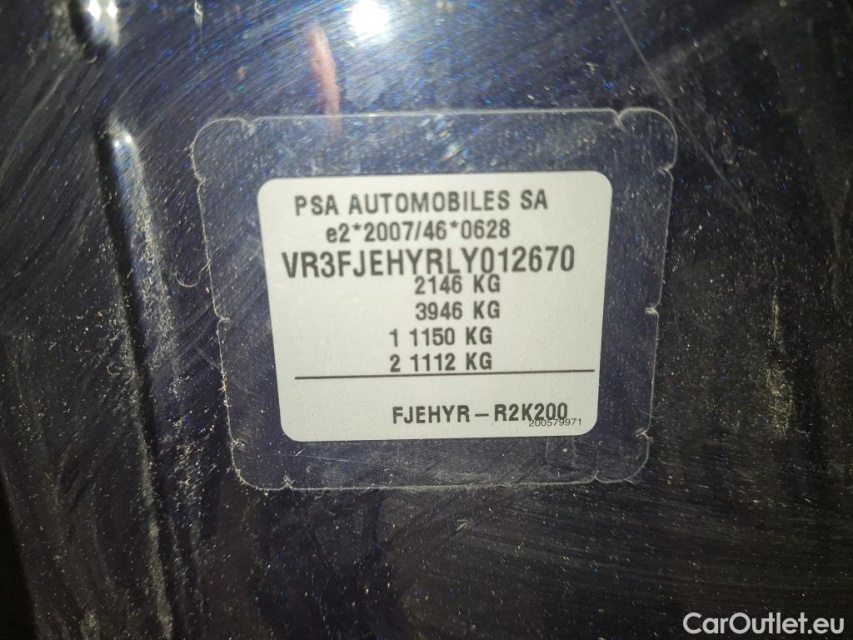 PSA AUTOMOBILES SA
e2*2007/46*0628
VR3FJEHYRLY012670
2146 KG
3946 KG
1 1150 KG
2 1112 KG
FJEHYR – R2K200
200579971
CarOutlet.eu